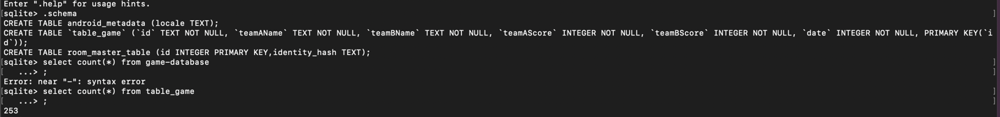 Enter ".help" for usage hints.
[sqlite> .schema ]
CREATE TABLE android_metadata (locale TEXT);
CREATE TABLE `table_game` (`id` TEXT NOT NULL, `teamAName` TEXT NOT NULL, `teamBName` TEXT NOT NULL, `teamAScore` INTEGER NOT NULL, `teamBScore` INTEGER NOT NULL, `date` INTEGER NOT NULL, PRIMARY KEY(`i
d`));
CREATE TABLE room_master_table (id INTEGER PRIMARY KEY,identity_hash TEXT);
[sqlite> select count(*) from game-database ]
[   ...> ; ]
Error: near "-": syntax error
[sqlite> select count(*) from table_game ]
[   ...> ; ]
253